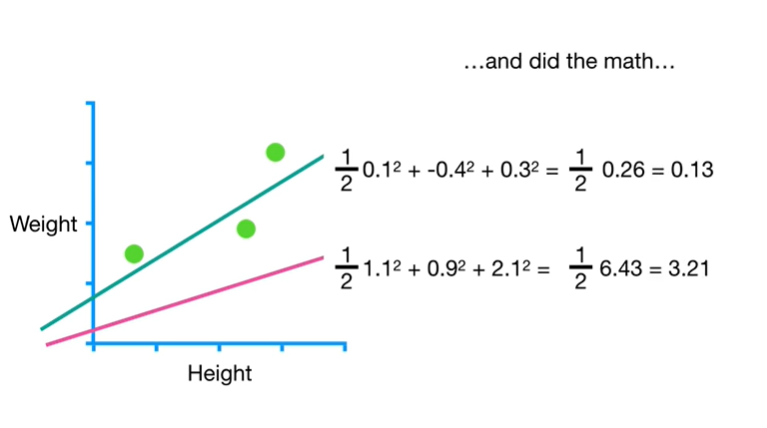 ...and did the math...
½ 0.1² + -0.4² + 0.3² = ½ 0.26 = 0.13
Weight
½ 1.1² + 0.9² + 2.1² = ½ 6.43 = 3.21
Height